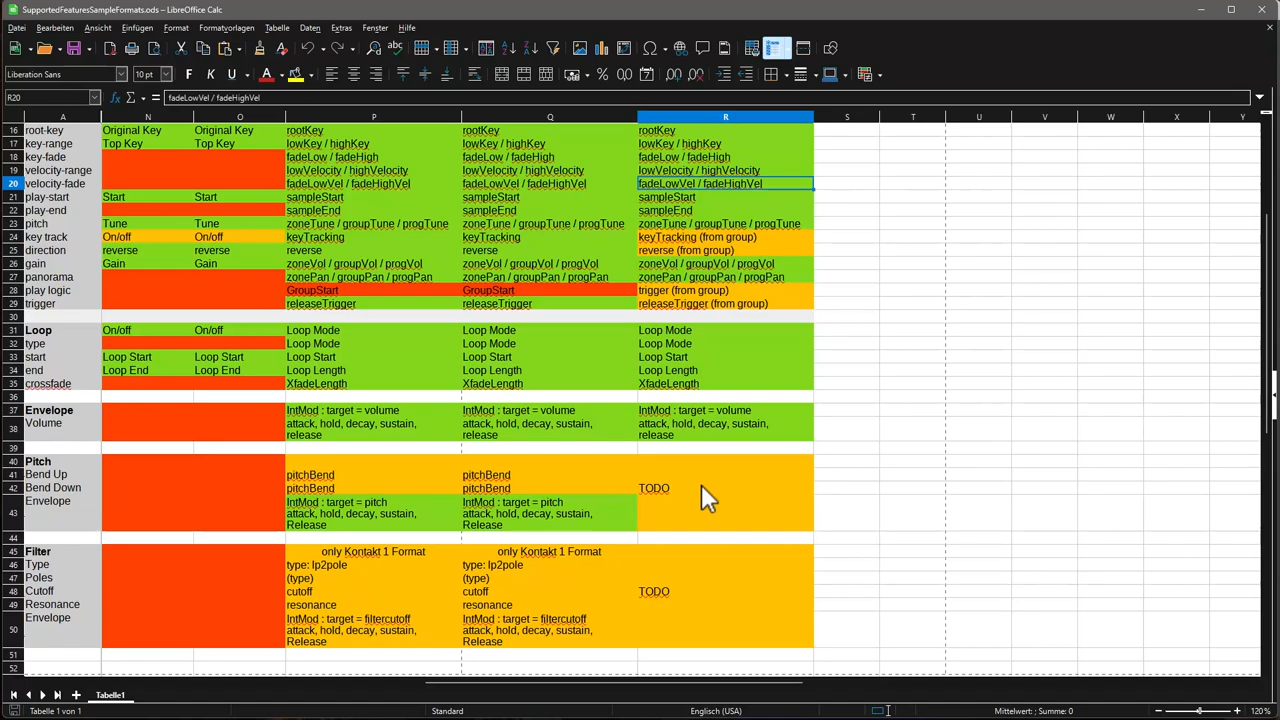 SupportedFeaturesSampleFormats.ods — LibreOffice Calc
Datei Bearbeiten Ansicht Einfügen Format Formatvorlagen Tabelle Daten Extras Fenster Hilfe
Liberation Sans 10 pt
R20 fadeLowVel / fadeHighVel
A N O P Q R S T U V W X Y
16 root-key Original Key Original Key rootKey rootKey rootKey
17 key-range Top Key Top Key lowKey / highKey lowKey / highKey lowKey / highKey
18 key-fade fadeLow / fadeHigh fadeLow / fadeHigh fadeLow / fadeHigh
19 velocity-range lowVelocity / highVelocity lowVelocity / highVelocity lowVelocity / highVelocity
20 velocity-fade fadeLowVel / fadeHighVel fadeLowVel / fadeHighVel fadeLowVel / fadeHighVel
21 play-start Start Start sampleStart sampleStart sampleStart
22 play-end sampleEnd sampleEnd sampleEnd
23 pitch Tune Tune zoneTune / groupTune / progTune zoneTune / groupTune / progTune zoneTune / groupTune / progTune
24 key track On/off On/off keyTracking keyTracking keyTracking (from group)
25 direction reverse reverse reverse reverse reverse (from group)
26 gain Gain Gain zoneVol / groupVol / progVol zoneVol / groupVol / progVol zoneVol / groupVol / progVol
27 panorama zonePan / groupPan / progPan zonePan / groupPan / progPan zonePan / groupPan / progPan
28 play logic GroupStart GroupStart trigger (from group)
29 trigger releaseTrigger releaseTrigger releaseTrigger (from group)
30
31 Loop On/off On/off Loop Mode Loop Mode Loop Mode
32 type Loop Mode Loop Mode Loop Mode
33 start Loop Start Loop Start Loop Start Loop Start Loop Start
34 end Loop End Loop End Loop Length Loop Length Loop Length
35 crossfade XfadeLength XfadeLength XfadeLength
36
37 Envelope IntMod : target = volume IntMod : target = volume IntMod : target = volume
38 Volume attack, hold, decay, sustain, attack, hold, decay, sustain, attack, hold, decay, sustain,
release release release
39
40 Pitch
41 Bend Up pitchBend pitchBend
42 Bend Down pitchBend pitchBend TODO
43 Envelope IntMod : target = pitch IntMod : target = pitch
attack, hold, decay, sustain, attack, hold, decay, sustain,
Release Release
44
45 Filter only Kontakt 1 Format only Kontakt 1 Format
46 Type type: lp2pole type: lp2pole
47 Poles (type) (type)
48 Cutoff cutoff cutoff TODO
49 Resonance resonance resonance
50 Envelope IntMod : target = filtercutoff IntMod : target = filtercutoff
attack, hold, decay, sustain, attack, hold, decay, sustain,
Release Release
51
52
Tabelle1
Tabelle 1 von 1 Standard Englisch (USA) Mittelwert: ; Summe: 0 120%